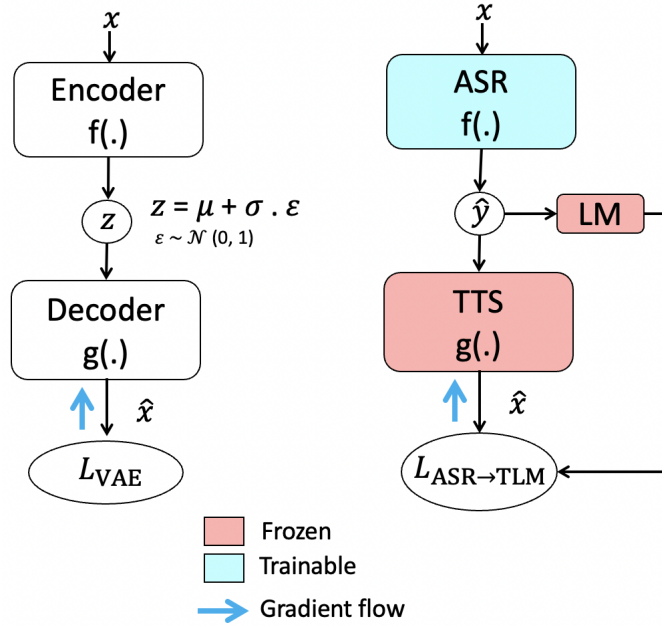 x
Encoder
f(.)
z
z = μ + σ . ε
ε ~ 𝒩 (0, 1)
Decoder
g(.)
x̂
L_VAE
x
ASR
f(.)
ŷ
LM
TTS
g(.)
x̂
L_ASR→TLM
Frozen
Trainable
Gradient flow